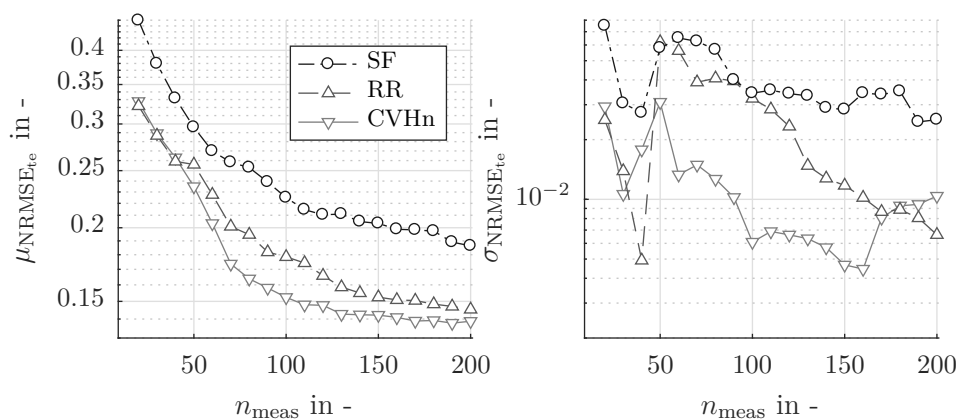 μNRMSEte in -
0.4
0.35
0.3
0.25
0.2
0.15
50 100 150 200
nmeas in -
SF
RR
CVHn
σNRMSEte in -
10−2
50 100 150 200
nmeas in -